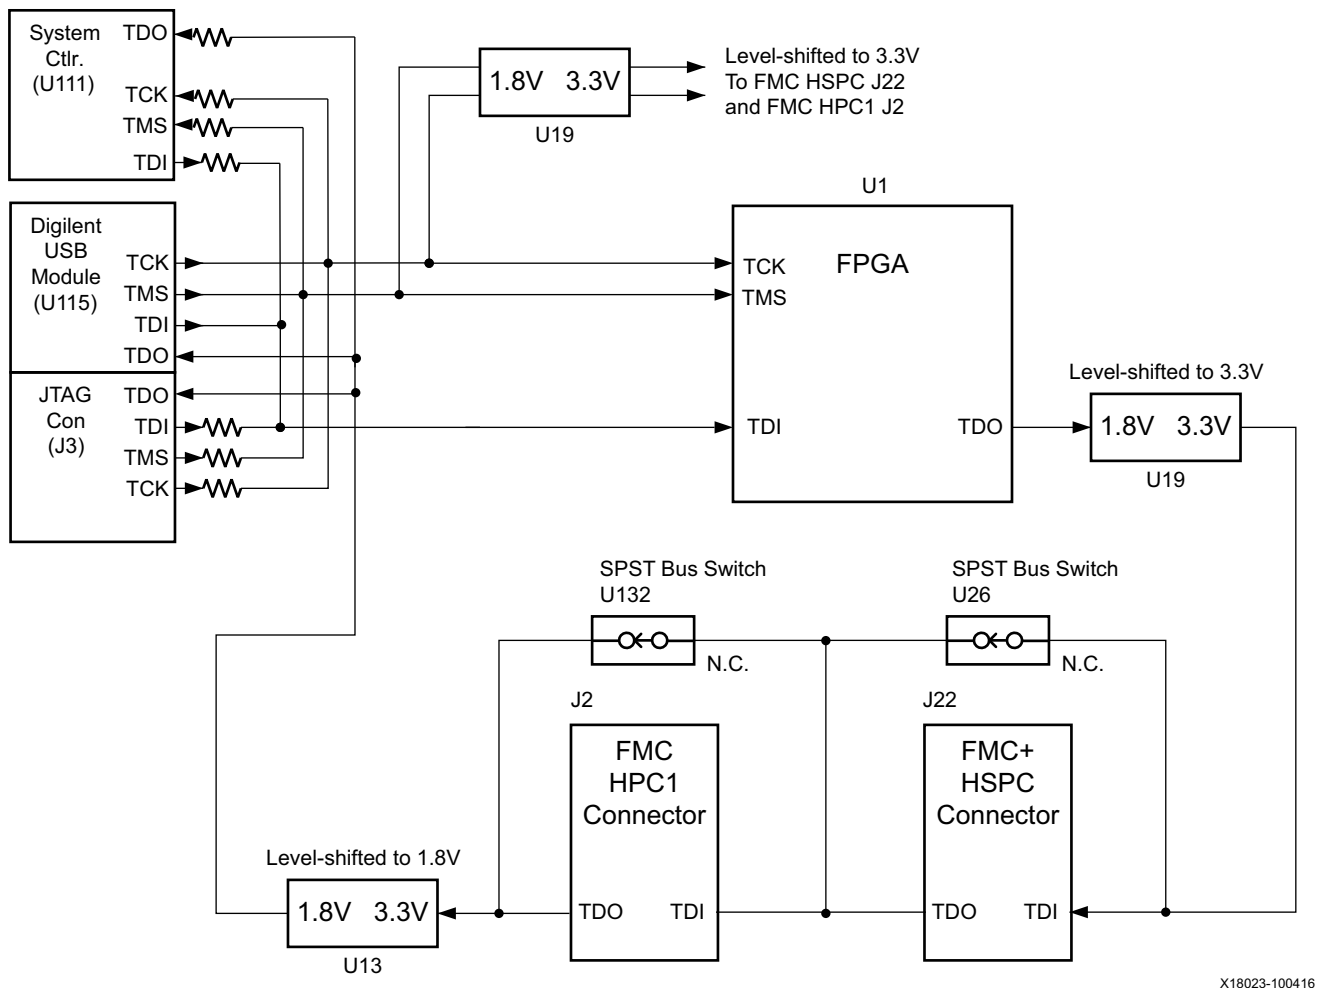 System
Ctlr.
(U111)
TDO
TCK
TMS
TDI
1.8V 3.3V
U19
Level-shifted to 3.3V
To FMC HSPC J22
and FMC HPC1 J2
Digilent
USB
Module
(U115)
TCK
TMS
TDI
TDO
JTAG
Con
(J3)
TDO
TDI
TMS
TCK
U1
FPGA
TCK
TMS
TDI
TDO
Level-shifted to 3.3V
1.8V 3.3V
U19
SPST Bus Switch
U132
N.C.
SPST Bus Switch
U26
N.C.
J2
FMC
HPC1
Connector
TDO TDI
J22
FMC+
HSPC
Connector
TDO TDI
Level-shifted to 1.8V
1.8V 3.3V
U13
X18023-100416